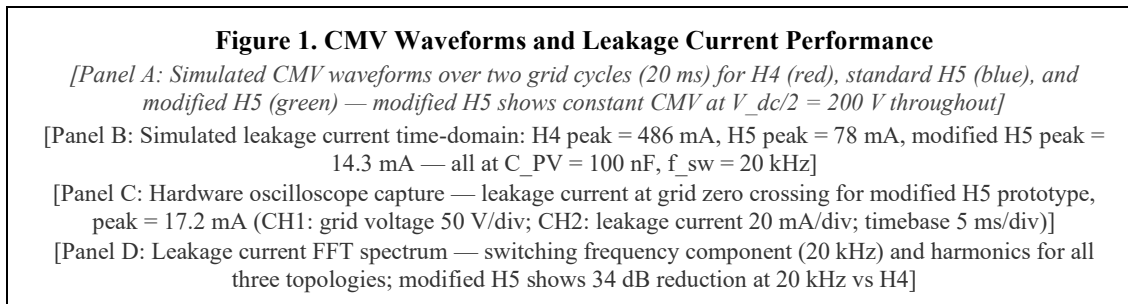 Figure 1. CMV Waveforms and Leakage Current Performance
[Panel A: Simulated CMV waveforms over two grid cycles (20 ms) for H4 (red), standard H5 (blue), and
modified H5 (green) — modified H5 shows constant CMV at V_dc/2 = 200 V throughout]
[Panel B: Simulated leakage current time-domain: H4 peak = 486 mA, H5 peak = 78 mA, modified H5 peak =
14.3 mA — all at C_PV = 100 nF, f_sw = 20 kHz]
[Panel C: Hardware oscilloscope capture — leakage current at grid zero crossing for modified H5 prototype,
peak = 17.2 mA (CH1: grid voltage 50 V/div; CH2: leakage current 20 mA/div; timebase 5 ms/div)]
[Panel D: Leakage current FFT spectrum — switching frequency component (20 kHz) and harmonics for all
three topologies; modified H5 shows 34 dB reduction at 20 kHz vs H4]